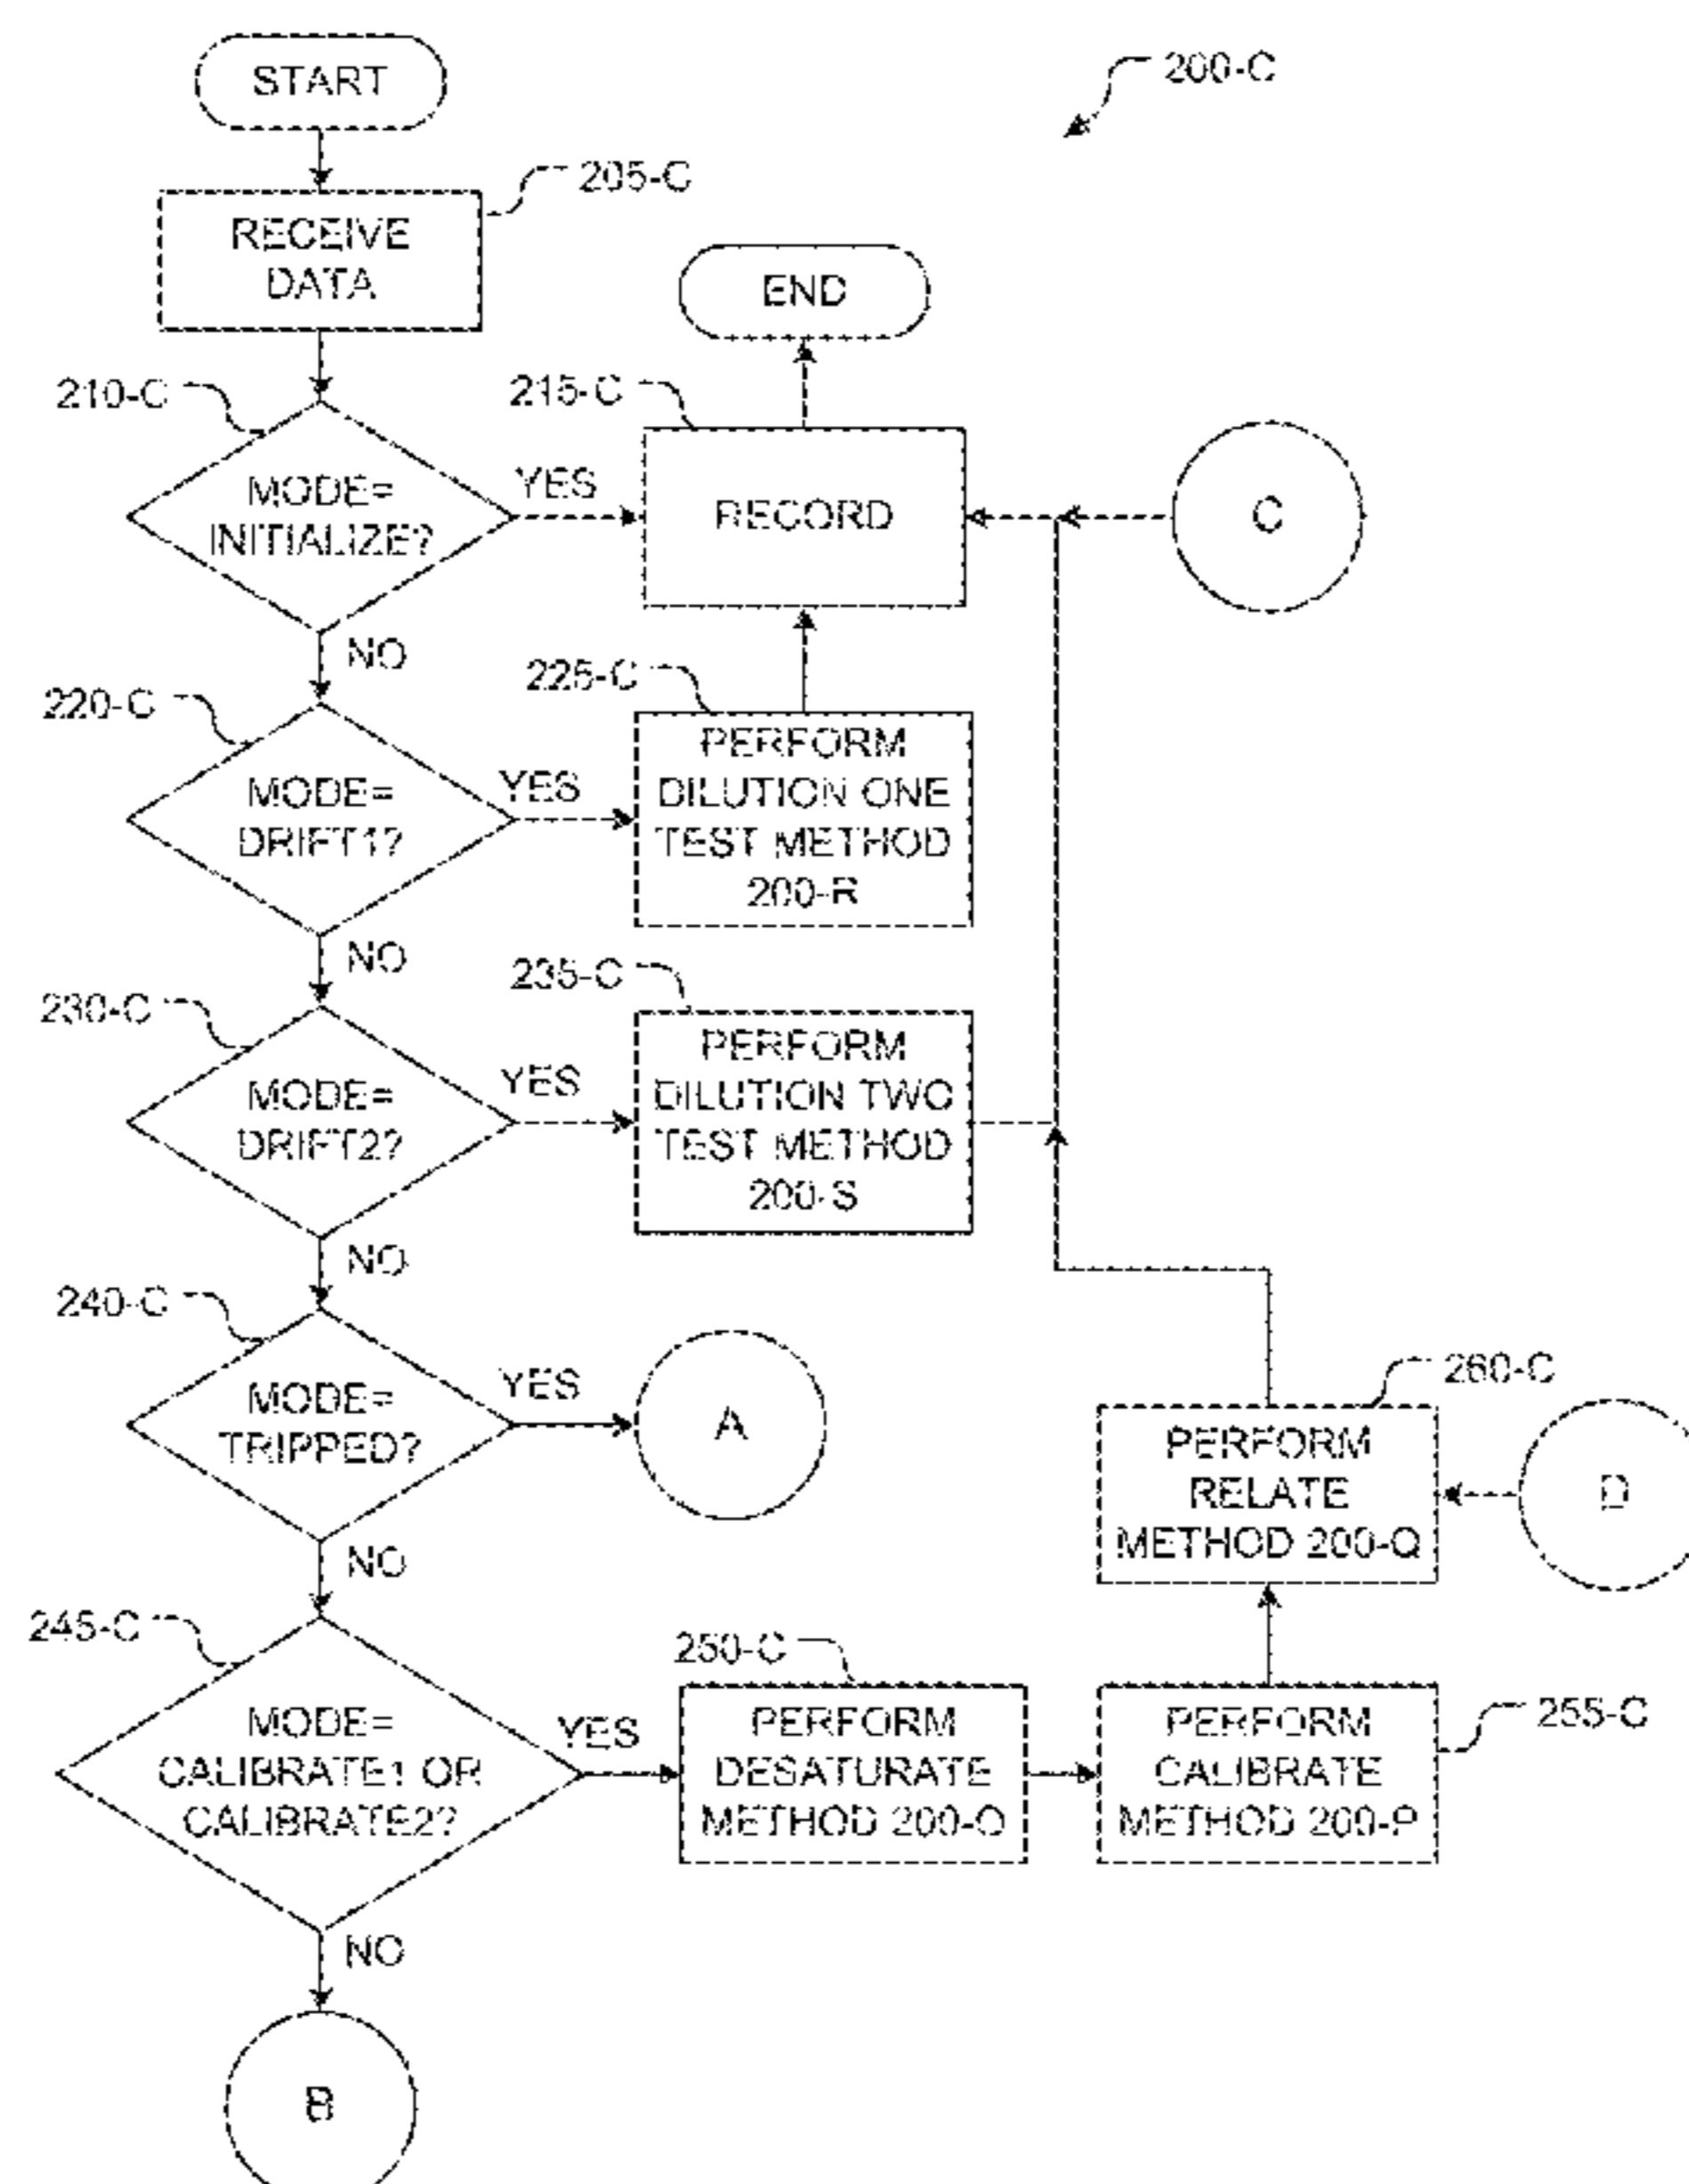 START
200-C
205-C
RECEIVE
DATA
END
210-C
215-C
MODE=
INITIALIZE?
YES
RECORD
C
NO
220-C
225-C
MODE=
DRIFT1?
YES
PERFORM
DILUTION ONE
TEST METHOD
200-R
NO
230-C
235-C
MODE=
DRIFT2?
YES
PERFORM
DILUTION TWO
TEST METHOD
200-S
NO
240-C
MODE=
TRIPPED?
YES
A
260-C
PERFORM
RELATE
METHOD 200-Q
D
NO
245-C
250-C
255-C
MODE=
CALIBRATE1 OR
CALIBRATE2?
YES
PERFORM
DESATURATE
METHOD 200-O
PERFORM
CALIBRATE
METHOD 200-P
NO
B